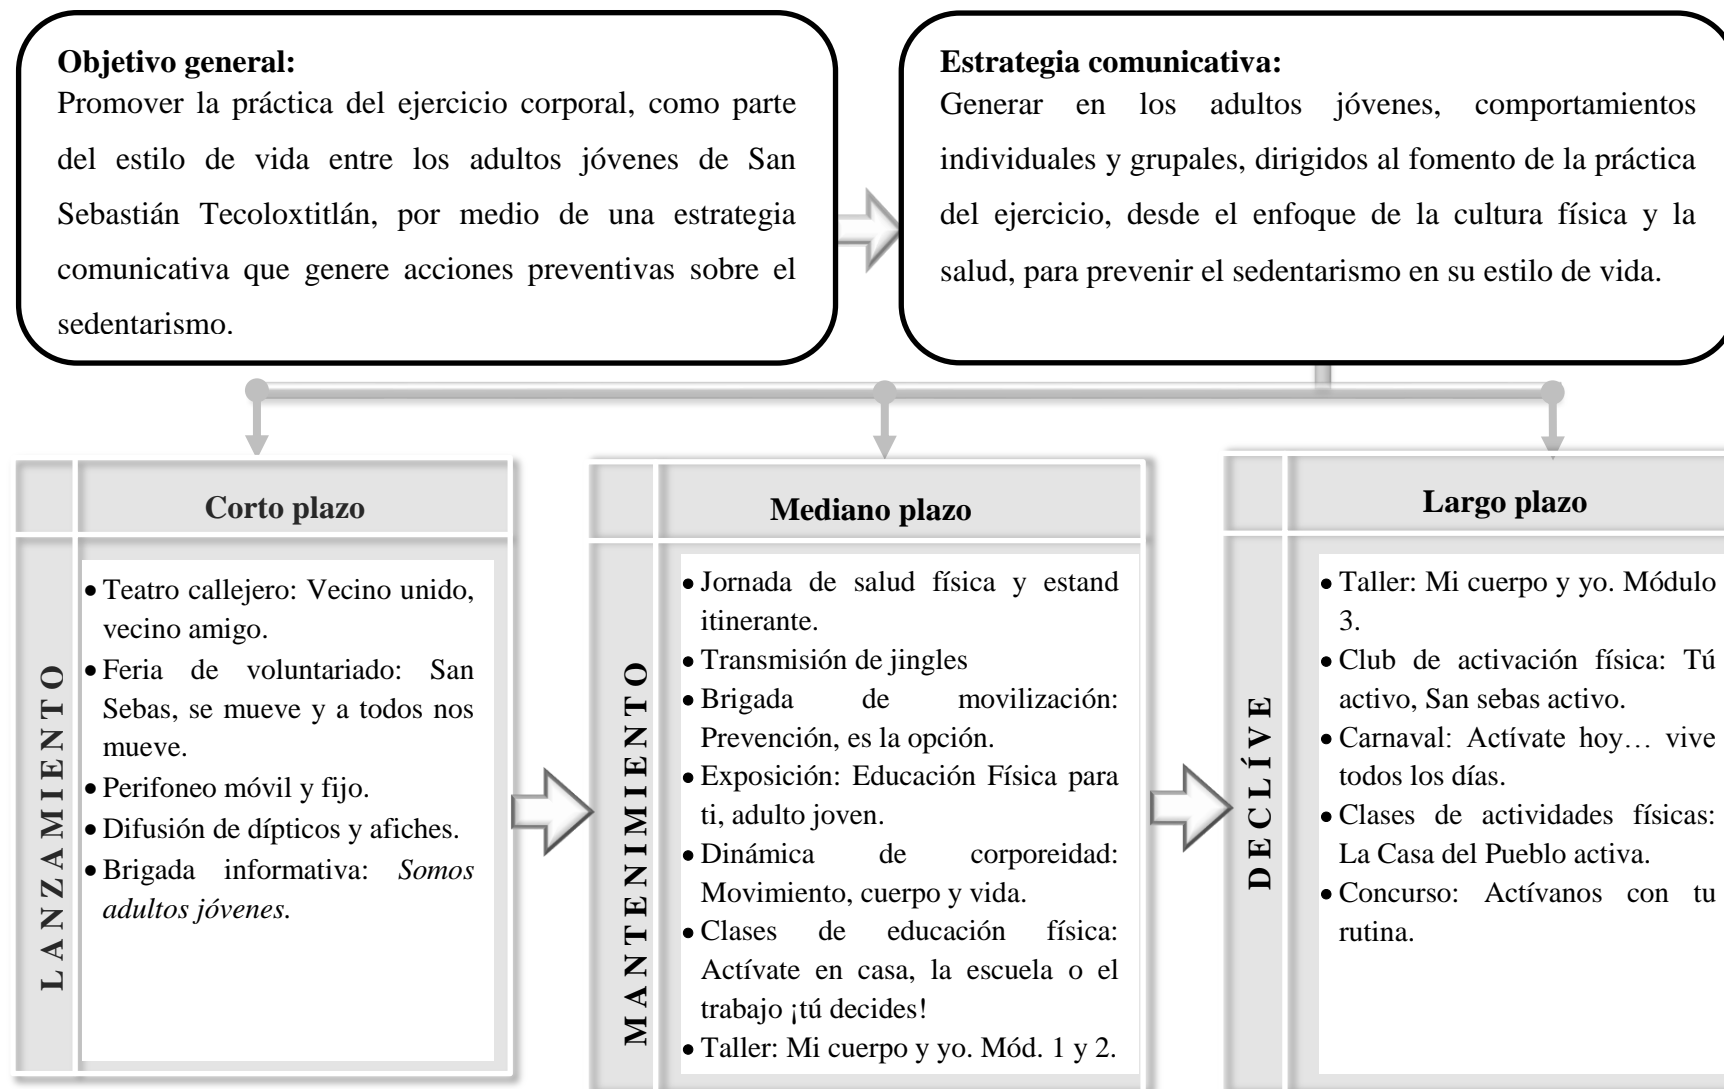 Objetivo general:
Promover la práctica del ejercicio corporal, como parte
del estilo de vida entre los adultos jóvenes de San
Sebastián Tecoloxtitlán, por medio de una estrategia
comunicativa que genere acciones preventivas sobre el
sedentarismo.
Estrategia comunicativa:
Generar en los adultos jóvenes, comportamientos
individuales y grupales, dirigidos al fomento de la práctica
del ejercicio, desde el enfoque de la cultura física y la
salud, para prevenir el sedentarismo en su estilo de vida.
Corto plazo
LANZAMIENTO
• Teatro callejero: Vecino unido,
vecino amigo.
• Feria de voluntariado: San
Sebas, se mueve y a todos nos
mueve.
• Perifoneo móvil y fijo.
• Difusión de dípticos y afiches.
• Brigada informativa: Somos
adultos jóvenes.
Mediano plazo
MANTENIMIENTO
• Jornada de salud física y estand
itinerante.
• Transmisión de jingles
• Brigada de movilización:
Prevención, es la opción.
• Exposición: Educación Física para
ti, adulto joven.
• Dinámica de corporeidad:
Movimiento, cuerpo y vida.
• Clases de educación física:
Actívate en casa, la escuela o el
trabajo ¡tú decides!
• Taller: Mi cuerpo y yo. Mód. 1 y 2.
Largo plazo
DECLÍVE
• Taller: Mi cuerpo y yo. Módulo
3.
• Club de activación física: Tú
activo, San sebas activo.
• Carnaval: Actívate hoy… vive
todos los días.
• Clases de actividades físicas:
La Casa del Pueblo activa.
• Concurso: Actívanos con tu
rutina.